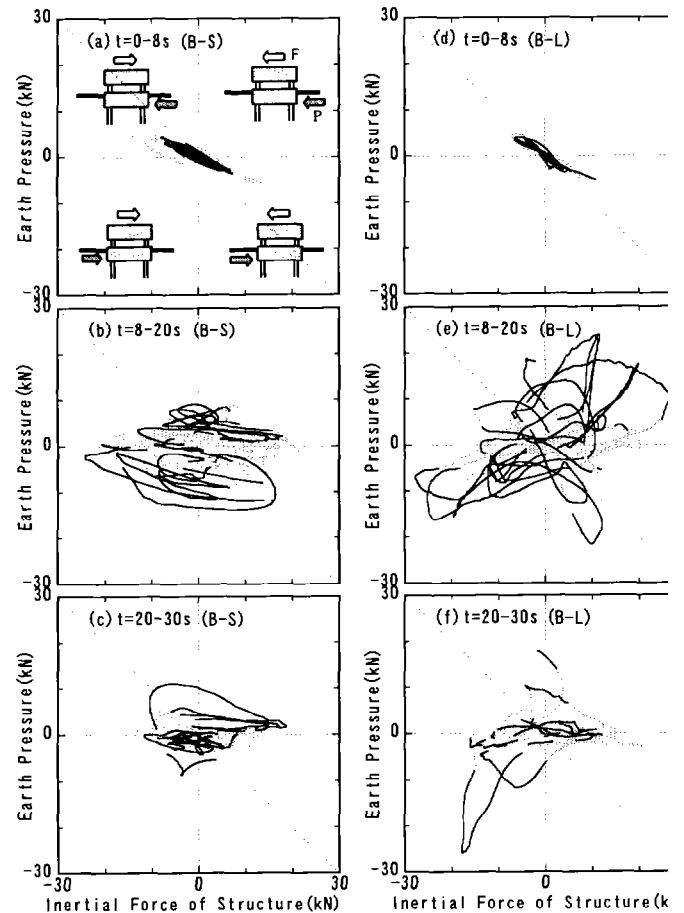 30
(a) t=0-8s (B-S)
F
P
0
-30
Earth Pressure(kN)
(d) t=0-8s (B-L)
30
0
-30
Earth Pressure(kN)
30
(b) t=8-20s (B-S)
0
-30
Earth Pressure(kN)
30
(e) t=8-20s (B-L)
0
-30
Earth Pressure(kN)
30
(c) t=20-30s (B-S)
0
-30
Earth Pressure(kN)
-30 0 30
Inertial Force of Structure(kN)
30
(f) t=20-30s (B-L)
0
-30
Earth Pressure(kN)
-30 0
Inertial Force of Structure(k